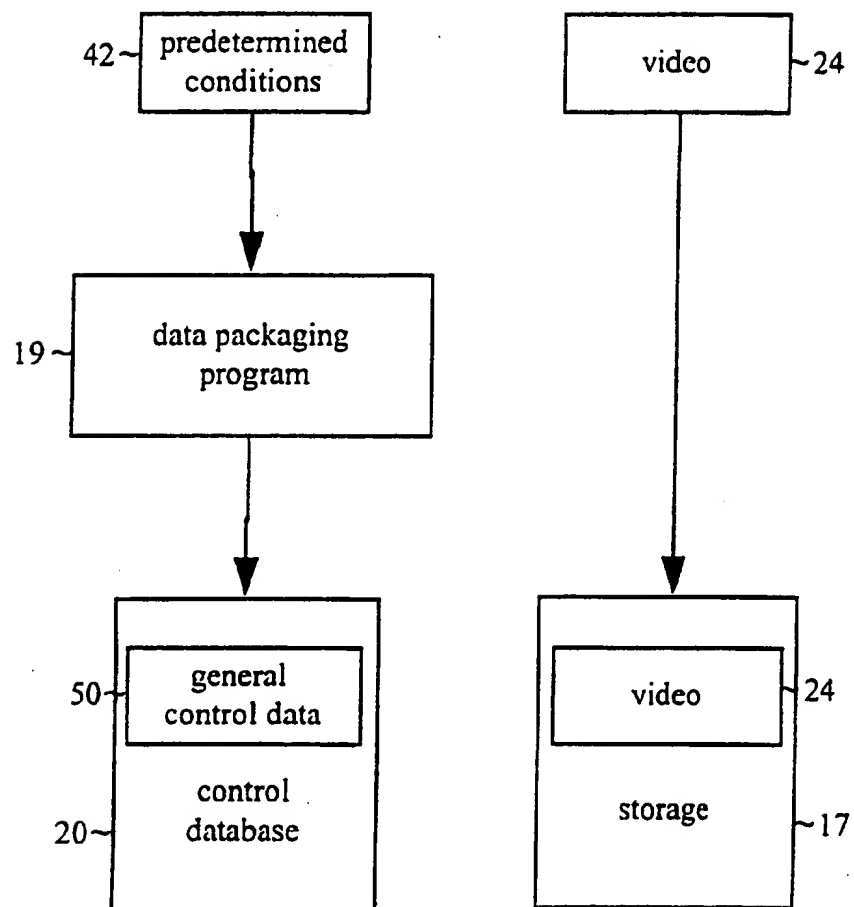 42
predetermined
conditions
video
24
19
data packaging
program
50
general
control data
20
control
database
video
24
storage
17